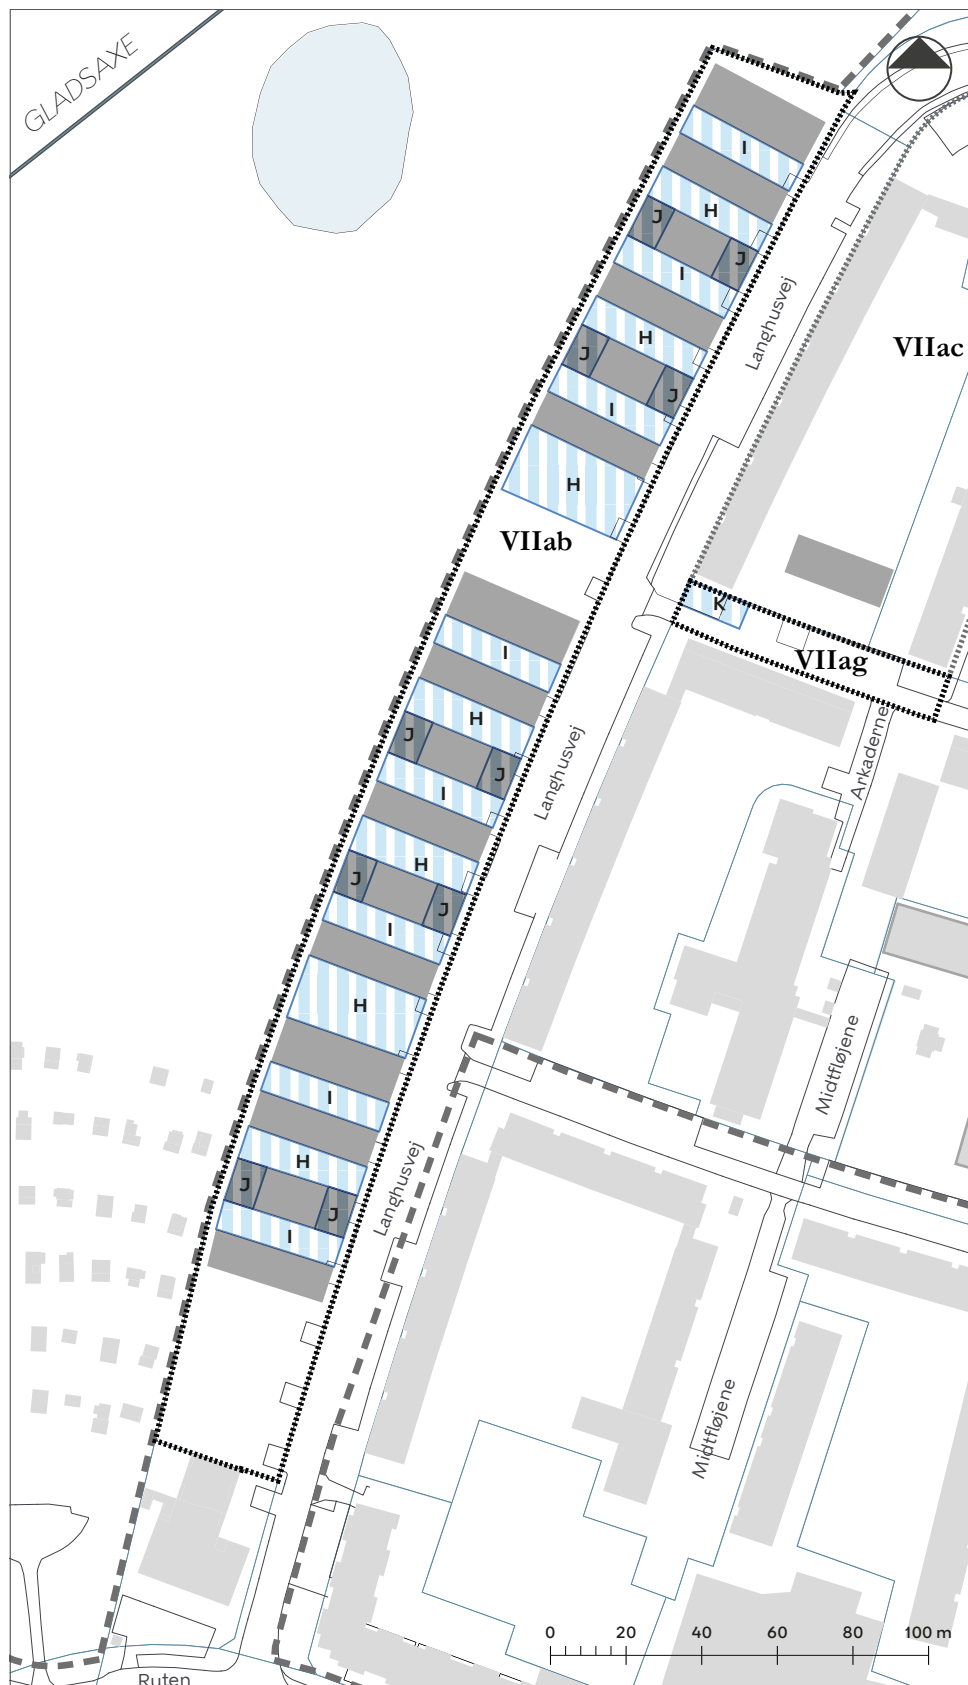 GLADSAXE
I
H
J
J
I
Langhusvej
H
VIIac
J
J
I
H
VIIab
K
I
VIIag
H
J
Arkaderne
J
Langhusvej
I
H
J
J
I
H
Midtfløjene
I
H
J
Langhusvej
J
I
Midtfløjene
0 20 40 60 80 100 m
Ruten